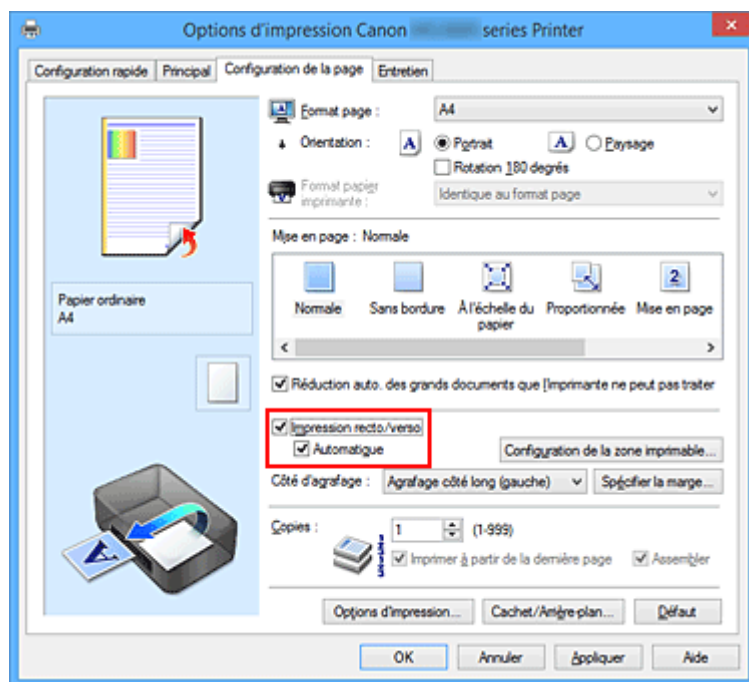 Options d'impression Canon series Printer
Configuration rapide Principal Configuration de la page Entretien
Format page : A4
Orientation : A Portrait A Paysage
Rotation 180 degrés
Format papier
imprimante : Identique au format page
Mise en page : Normale
Normale Sans bordure À l'échelle du
papier Proportionnée 2 Mise en page
Papier ordinaire
A4
Réduction auto. des grands documents que l'imprimante ne peut pas traiter
Impression recto/verso
Automatique Configuration de la zone imprimable...
Côté d'agrafage : Agrafage côté long (gauche) Spécifier la marge...
Copies : 1 (1-999)
Imprimer à partir de la dernière page Assembler
A
Options d'impression... Cachet/Arrière-plan... Défaut
OK Annuler Appliquer Aide